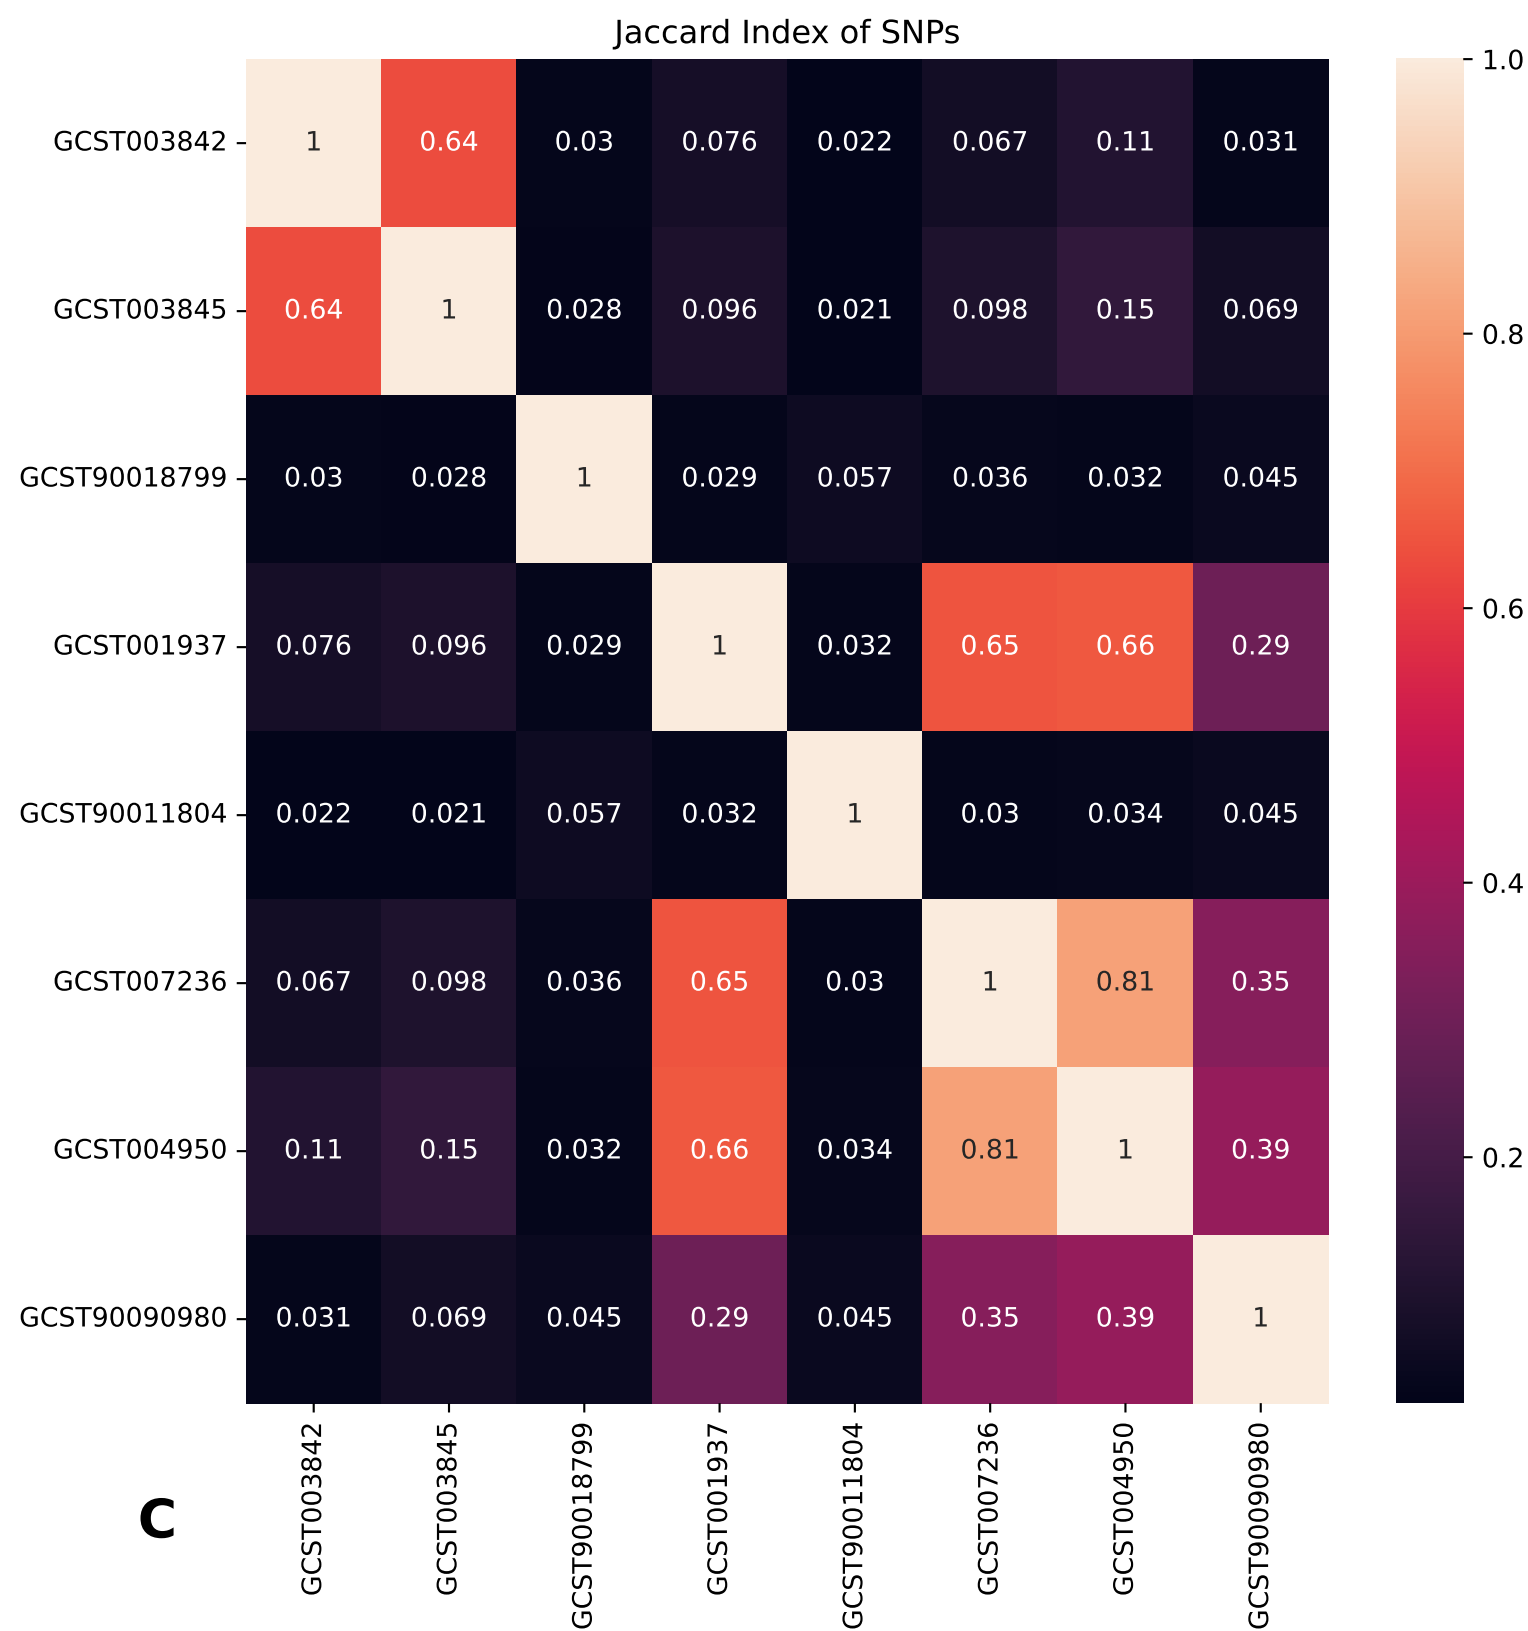 Jaccard Index of SNPs
GCST003842 1 0.64 0.03 0.076 0.022 0.067 0.11 0.031
GCST003845 0.64 1 0.028 0.096 0.021 0.098 0.15 0.069
GCST90018799 0.03 0.028 1 0.029 0.057 0.036 0.032 0.045
GCST001937 0.076 0.096 0.029 1 0.032 0.65 0.66 0.29
GCST90011804 0.022 0.021 0.057 0.032 1 0.03 0.034 0.045
GCST007236 0.067 0.098 0.036 0.65 0.03 1 0.81 0.35
GCST004950 0.11 0.15 0.032 0.66 0.034 0.81 1 0.39
GCST90090980 0.031 0.069 0.045 0.29 0.045 0.35 0.39 1
GCST003842
GCST003845
GCST90018799
GCST001937
GCST90011804
GCST007236
GCST004950
GCST90090980
1.0
0.8
0.6
0.4
0.2
C